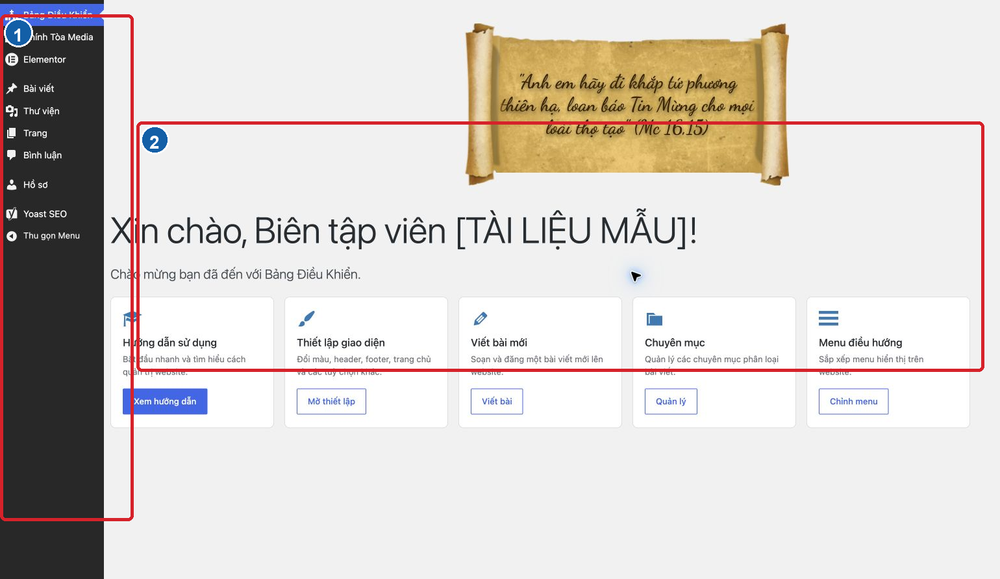 Bảng Điều Khiển
1
hính Tòa Media
Elementor
Bài viết
Thư viện
Trang
Bình luận
Hồ sơ
Yoast SEO
Thu gọn Menu
"Anh em hãy đi khắp tứ phương
thiên hạ, loan báo Tin Mừng cho mọi
loài thọ tạo" (Mc 16,15)
2
Xin chào, Biên tập viên [TÀI LIỆU MẪU]!
Chào mừng bạn đã đến với Bảng Điều Khiển.
Hướng dẫn sử dụng
Bắt đầu nhanh và tìm hiểu cách
quản trị website.
Xem hướng dẫn
Thiết lập giao diện
Đổi màu, header, footer, trang chủ
và các tuỳ chọn khác.
Mở thiết lập
Viết bài mới
Soạn và đăng một bài viết mới lên
website.
Viết bài
Chuyên mục
Quản lý các chuyên mục phân loại
bài viết.
Quản lý
Menu điều hướng
Sắp xếp menu hiển thị trên
website.
Chỉnh menu